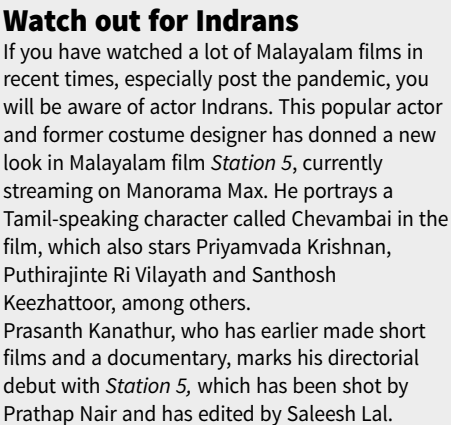 Watch out for Indrans
If you have watched a lot of Malayalam films in
recent times, especially post the pandemic, you
will be aware of actor Indrans. This popular actor
and former costume designer has donned a new
look in Malayalam film Station 5, currently
streaming on Manorama Max. He portrays a
Tamil-speaking character called Chevambai in the
film, which also stars Priyamvada Krishnan,
Puthirajinte Ri Vilayath and Santhosh
Keezhattoor, among others.
Prasanth Kanathur, who has earlier made short
films and a documentary, marks his directorial
debut with Station 5, which has been shot by
Prathap Nair and has edited by Saleesh Lal.